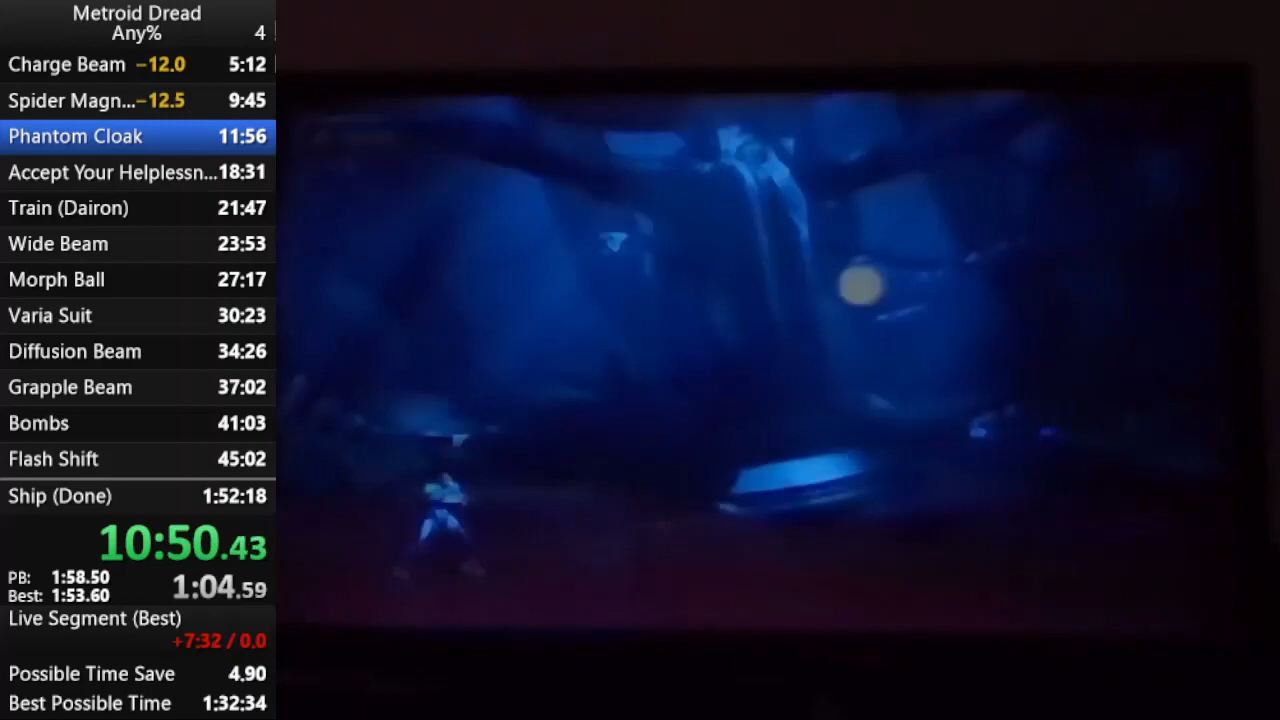 Metroid Dread
Any% 4
Charge Beam −12.0 5:12
Spider Magn...−12.5 9:45
Phantom Cloak 11:56
Accept Your Helplessn...18:31
Train (Dairon) 21:47
Wide Beam 23:53
Morph Ball 27:17
Varia Suit 30:23
Diffusion Beam 34:26
Grapple Beam 37:02
Bombs 41:03
Flash Shift 45:02
Ship (Done) 1:52:18
10:50.43
PB: 1:58.50 1:04.59
Best: 1:53.60
Live Segment (Best)
+7:32 / 0.0
Possible Time Save 4.90
Best Possible Time 1:32:34